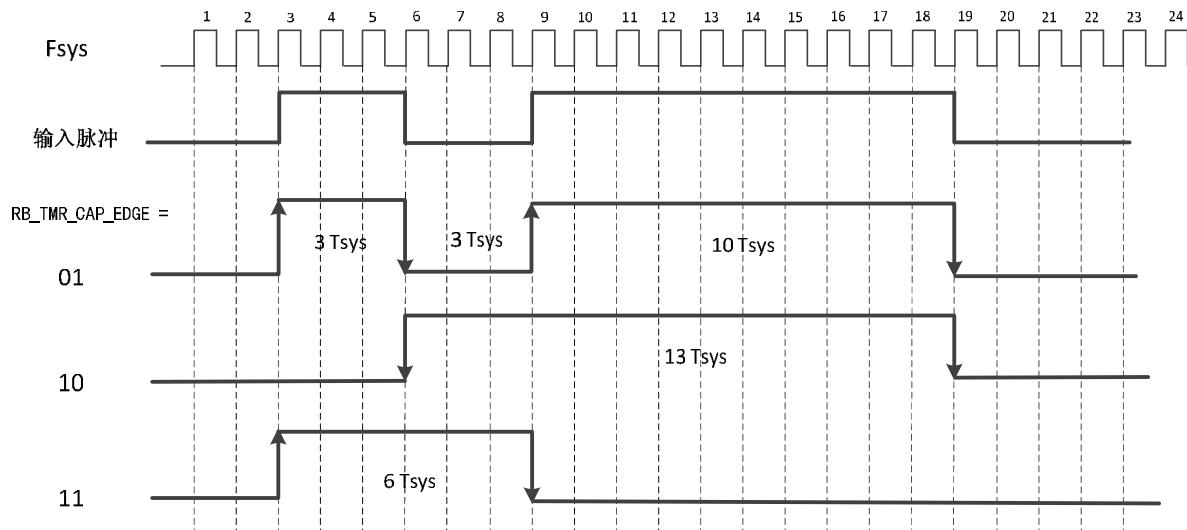 1 2 3 4 5 6 7 8 9 10 11 12 13 14 15 16 17 18 19 20 21 22 23 24
Fsys
输入脉冲
RB_TMR_CAP_EDGE =
3 Tsys 3 Tsys 10 Tsys
01
13 Tsys
10
6 Tsys
11